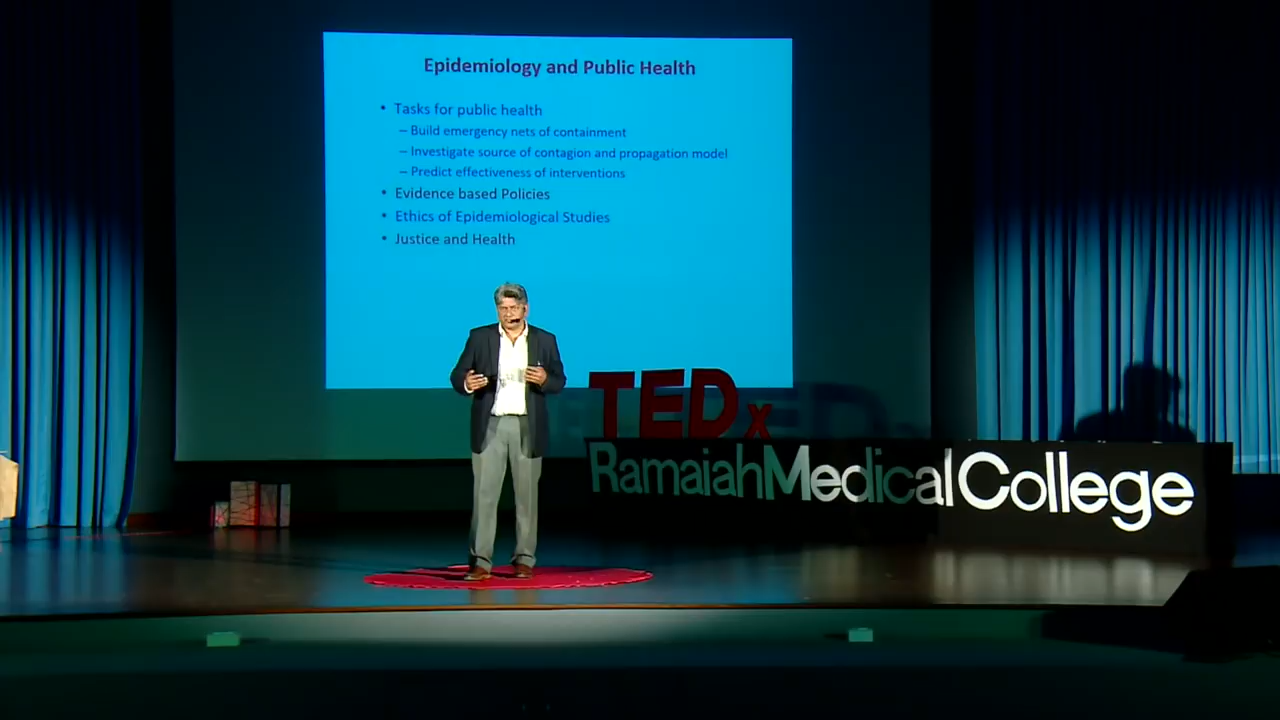 Epidemiology and Public Health
• Tasks for public health
– Build emergency nets of containment
– Investigate source of contagion and propagation model
– Predict effectiveness of interventions
• Evidence based Policies
• Ethics of Epidemiological Studies
• Justice and Health
TEDx
RamaiahMedicalCollege